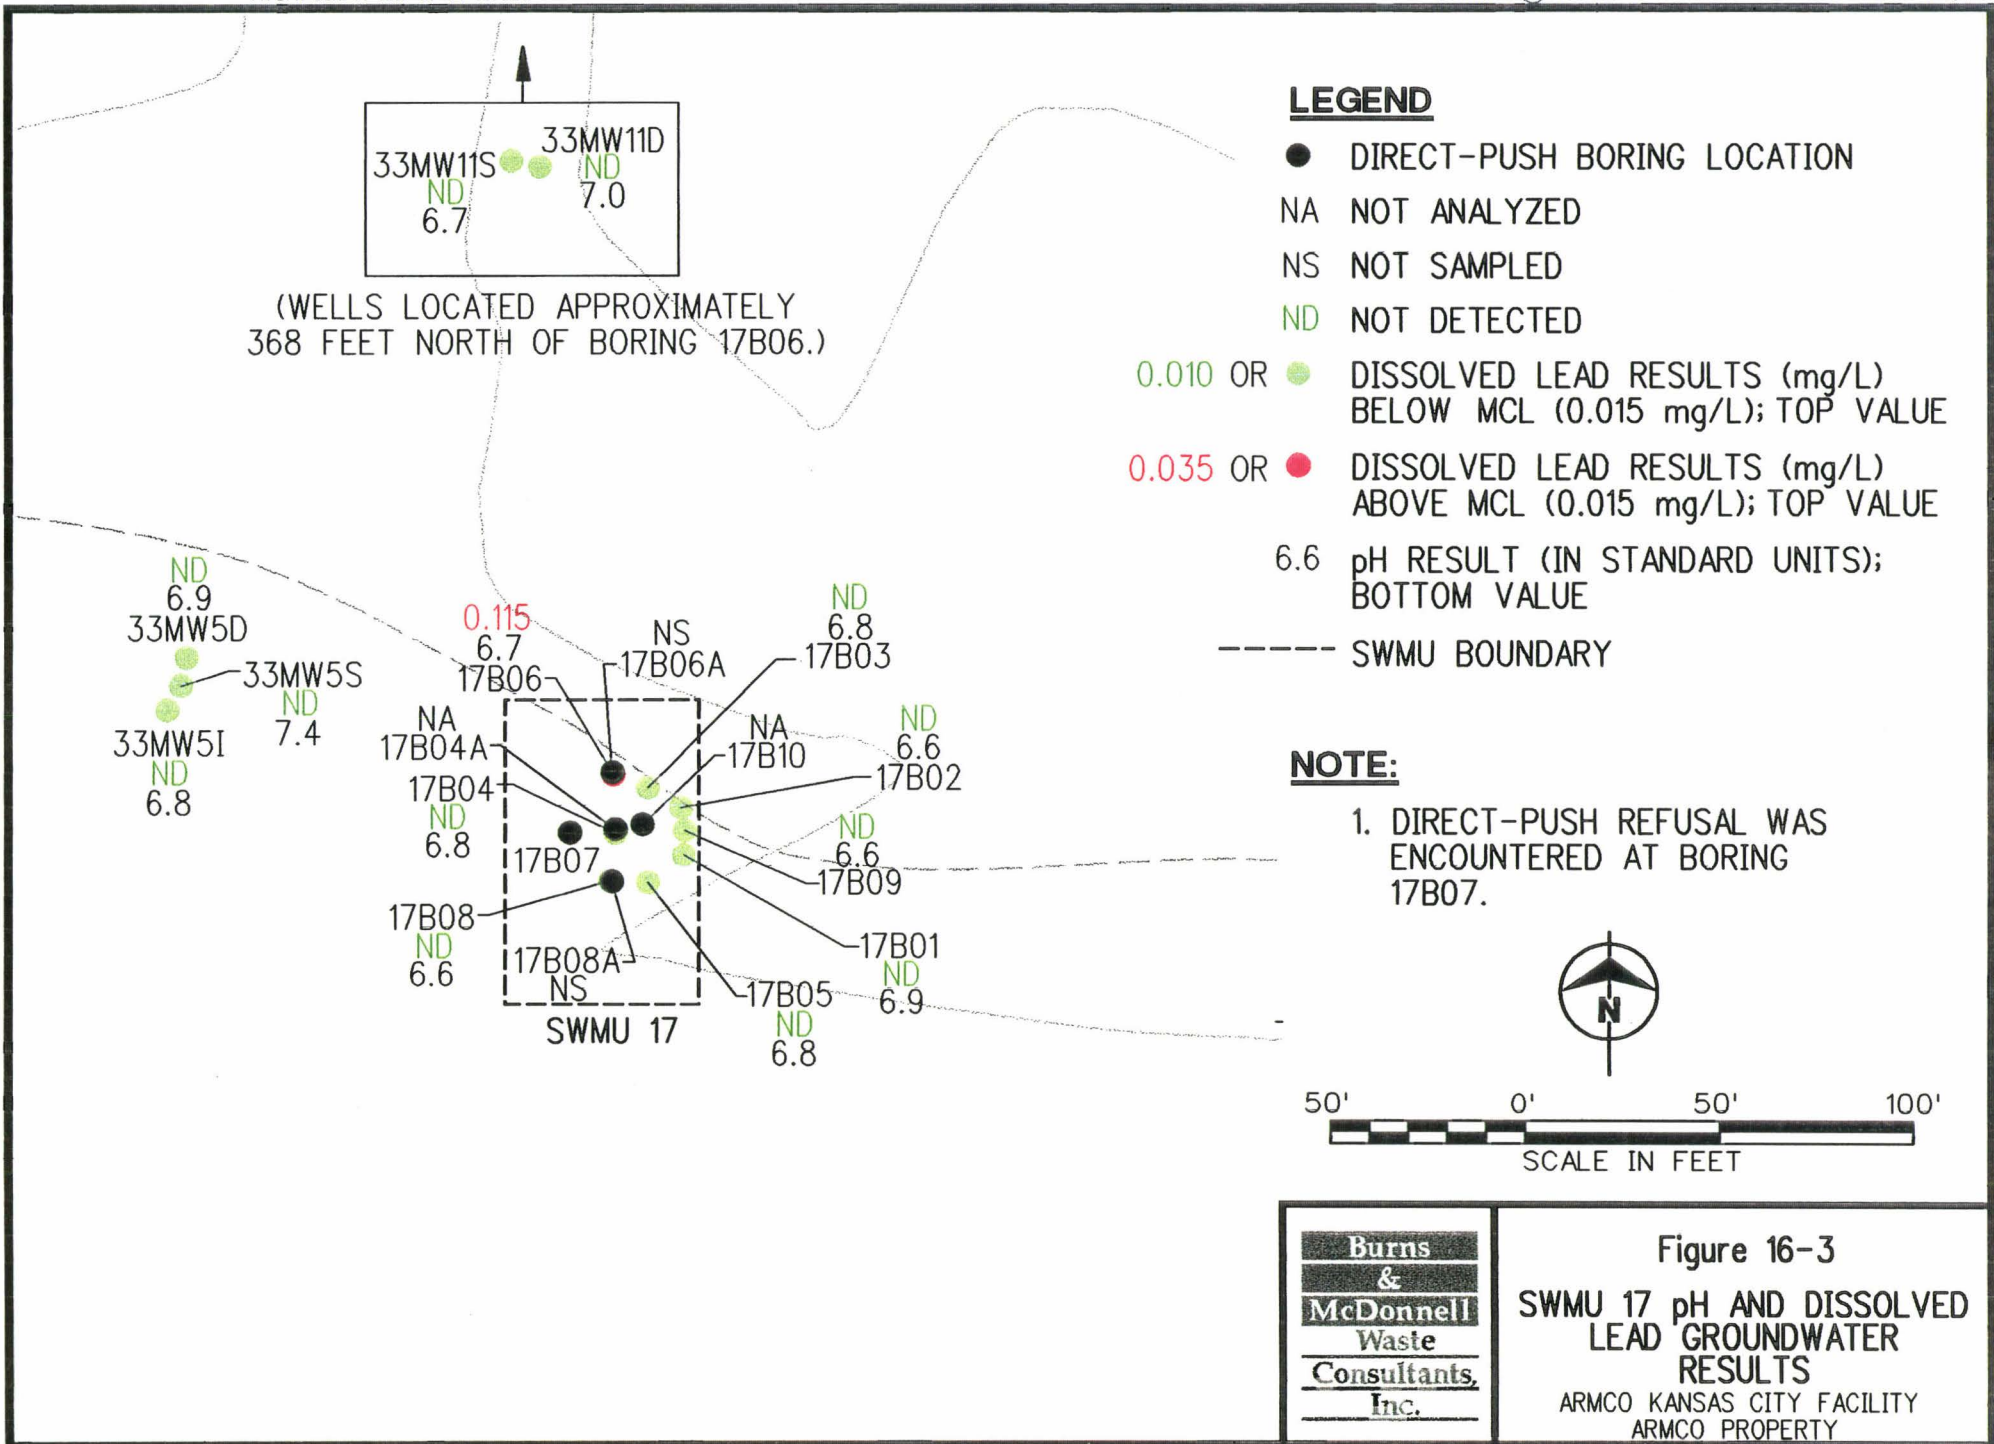 33MW11S
ND
6.7
33MW11D
ND
7.0
(WELLS LOCATED APPROXIMATELY
368 FEET NORTH OF BORING 17B06.)
LEGEND
DIRECT-PUSH BORING LOCATION
NA NOT ANALYZED
NS NOT SAMPLED
ND NOT DETECTED
0.010 OR DISSOLVED LEAD RESULTS (mg/L)
BELOW MCL (0.015 mg/L); TOP VALUE
0.035 OR DISSOLVED LEAD RESULTS (mg/L)
ABOVE MCL (0.015 mg/L); TOP VALUE
6.6 pH RESULT (IN STANDARD UNITS);
BOTTOM VALUE
SWMU BOUNDARY
ND
6.9
33MW5D
33MW5S
ND
7.4
33MW5I
ND
6.8
0.115
6.7
17B06
NS
17B06A
ND
6.8
17B03
NA
17B04A
17B04
ND
6.8
NA
17B10
ND
6.6
17B02
17B07
ND
6.6
17B09
17B08
ND
6.6
17B08A
NS
17B01
ND
6.9
17B05
ND
6.8
SWMU 17
NOTE:
1. DIRECT-PUSH REFUSAL WAS
ENCOUNTERED AT BORING
17B07.
N
50' 0' 50' 100'
SCALE IN FEET
Burns
&
McDonnell
Waste
Consultants,
Inc.
Figure 16-3
SWMU 17 pH AND DISSOLVED
LEAD GROUNDWATER
RESULTS
ARMCO KANSAS CITY FACILITY
ARMCO PROPERTY